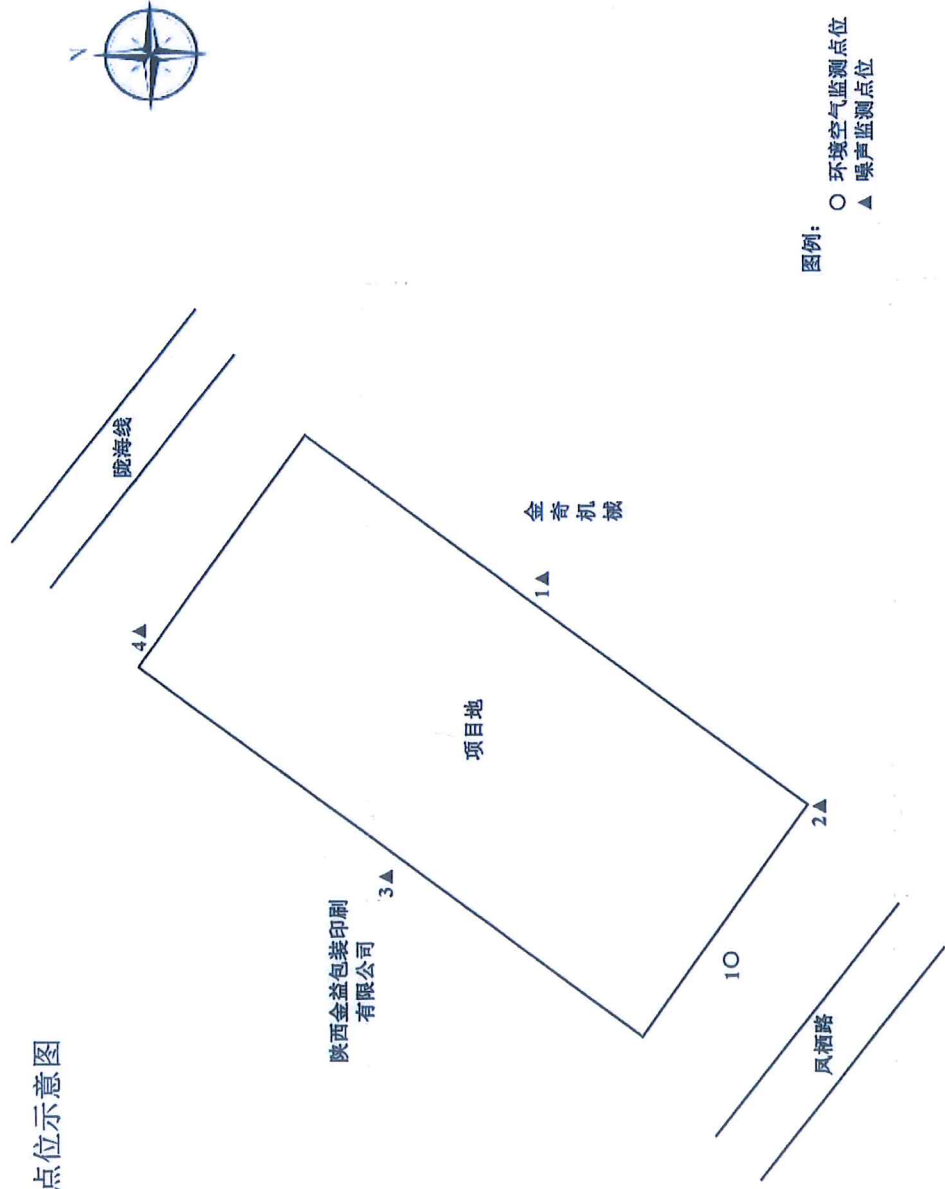 点位示意图
N
陇海线
4▲
金奇机械
1▲
项目地
3▲
陕西金益包装印刷
有限公司
2▲
1○
凤栖路
图例：
○ 环境空气监测点位
▲ 噪声监测点位